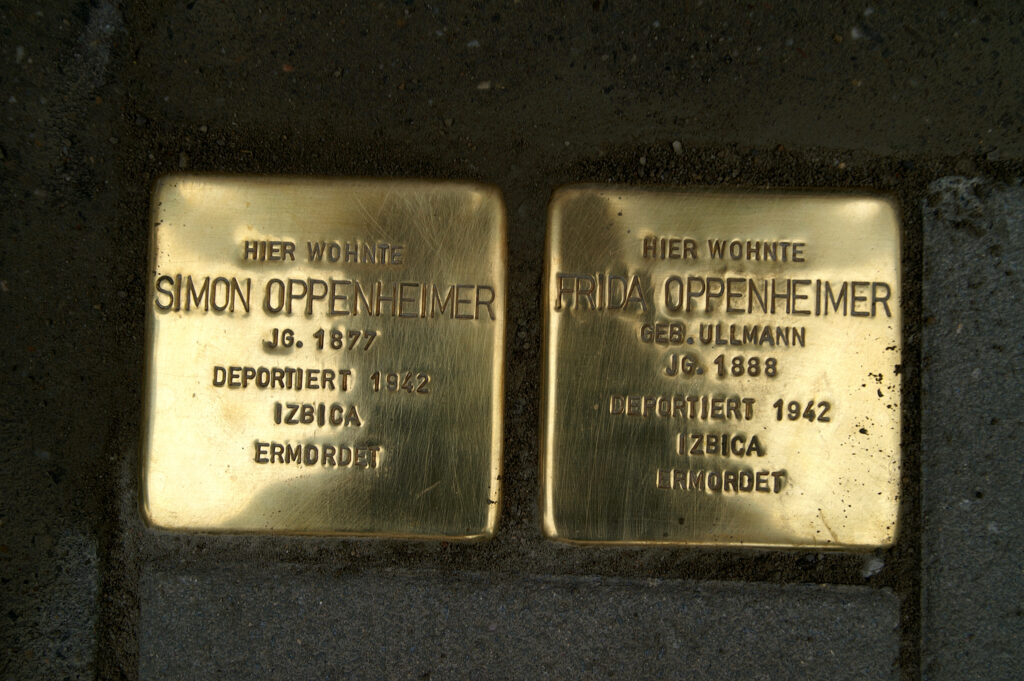 HIER WOHNTE
SIMON OPPENHEIMER
JG. 1877
DEPORTIERT 1942
IZBICA
ERMORDET
HIER WOHNTE
FRIDA OPPENHEIMER
GEB. ULLMANN
JG. 1888
DEPORTIERT 1942
IZBICA
ERMORDET